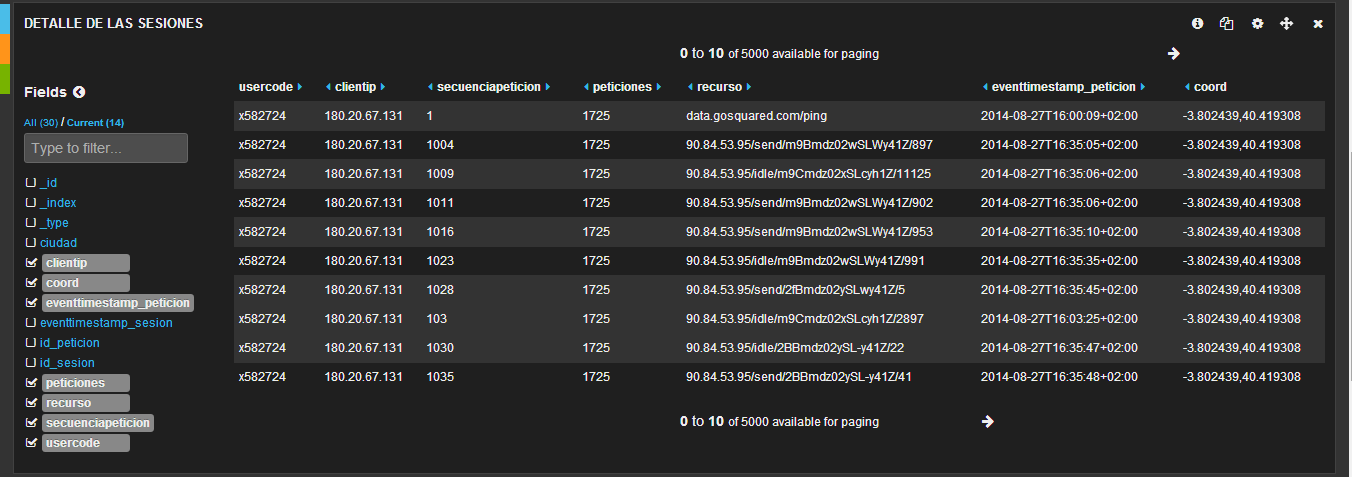 DETALLE DE LAS SESIONES
0 to 10 of 5000 available for paging
Fields
All (30) / Current (14)
Type to filter...
_id
_index
_type
ciudad
clientip
coord
eventtimestamp_peticion
eventtimestamp_sesion
id_peticion
id_sesion
peticiones
recurso
secuenciapeticion
usercode
usercode clientip secuenciapeticion peticiones recurso eventtimestamp_peticion coord
x582724 180.20.67.131 1 1725 data.gosquared.com/ping 2014-08-27T16:00:09+02:00 -3.802439,40.419308
x582724 180.20.67.131 1004 1725 90.84.53.95/send/m9Bmdz02wSLWy41Z/897 2014-08-27T16:35:05+02:00 -3.802439,40.419308
x582724 180.20.67.131 1009 1725 90.84.53.95/idle/m9Cmdz02xSLcyh1Z/11125 2014-08-27T16:35:06+02:00 -3.802439,40.419308
x582724 180.20.67.131 1011 1725 90.84.53.95/send/m9Bmdz02wSLWy41Z/902 2014-08-27T16:35:06+02:00 -3.802439,40.419308
x582724 180.20.67.131 1016 1725 90.84.53.95/send/m9Bmdz02wSLWy41Z/953 2014-08-27T16:35:10+02:00 -3.802439,40.419308
x582724 180.20.67.131 1023 1725 90.84.53.95/idle/m9Bmdz02wSLWy41Z/991 2014-08-27T16:35:35+02:00 -3.802439,40.419308
x582724 180.20.67.131 1028 1725 90.84.53.95/send/2fBmdz02ySLwy41Z/5 2014-08-27T16:35:45+02:00 -3.802439,40.419308
x582724 180.20.67.131 103 1725 90.84.53.95/idle/m9Cmdz02xSLcyh1Z/2897 2014-08-27T16:03:25+02:00 -3.802439,40.419308
x582724 180.20.67.131 1030 1725 90.84.53.95/idle/2BBmdz02ySL-y41Z/22 2014-08-27T16:35:47+02:00 -3.802439,40.419308
x582724 180.20.67.131 1035 1725 90.84.53.95/send/2BBmdz02ySL-y41Z/41 2014-08-27T16:35:48+02:00 -3.802439,40.419308
0 to 10 of 5000 available for paging